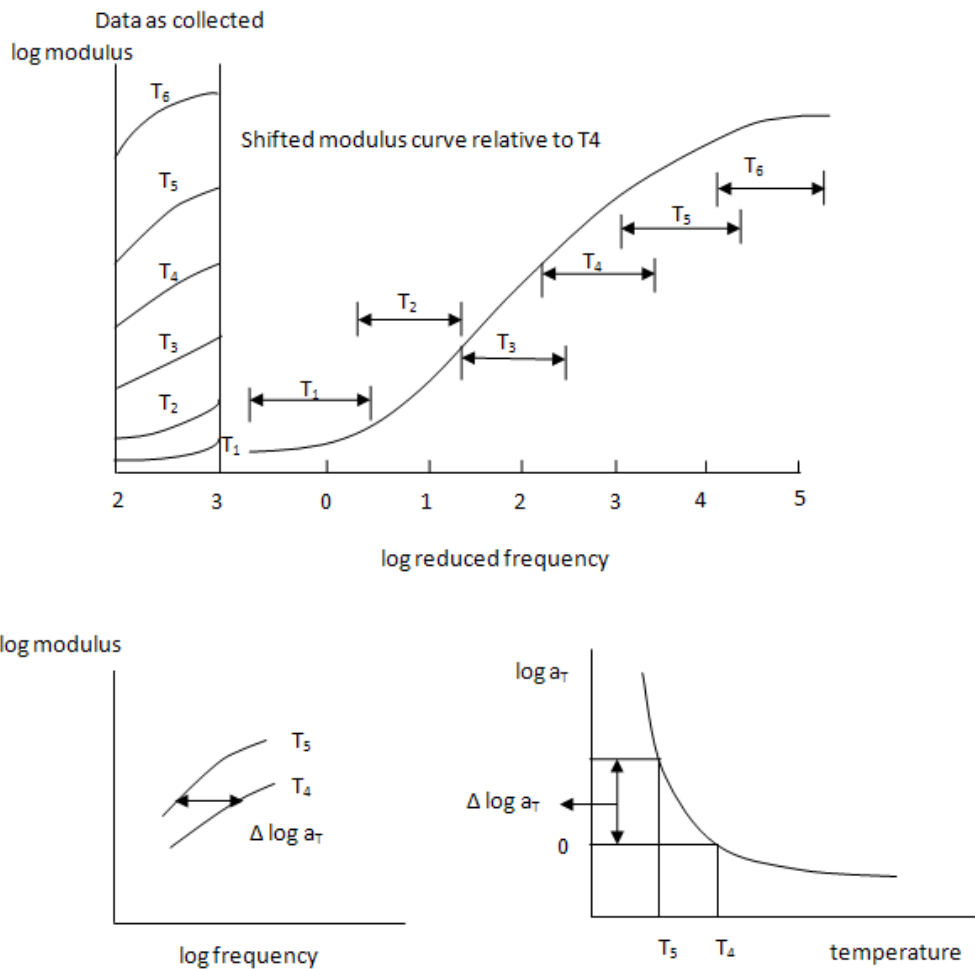 Data as collected
log modulus
T₆
Shifted modulus curve relative to T4
T₅
T₄
T₃
T₂
T₁
T₁
T₂
T₃
T₄
T₅
T₆
2 3 0 1 2 3 4 5
log reduced frequency
log modulus
T₅
T₄
Δ log aT
log frequency
log aT
Δ log aT
0
T₅ T₄ temperature